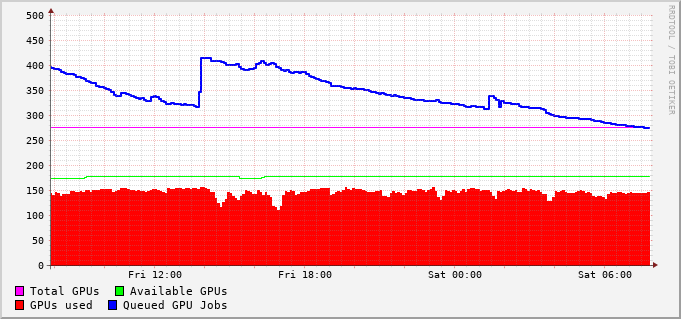 500
450
400
350
300
250
200
150
100
50
0
Fri 12:00 Fri 18:00 Sat 00:00 Sat 06:00
Total GPUs Available GPUs
GPUs used Queued GPU Jobs
RRDTOOL / TOBI OETIKER